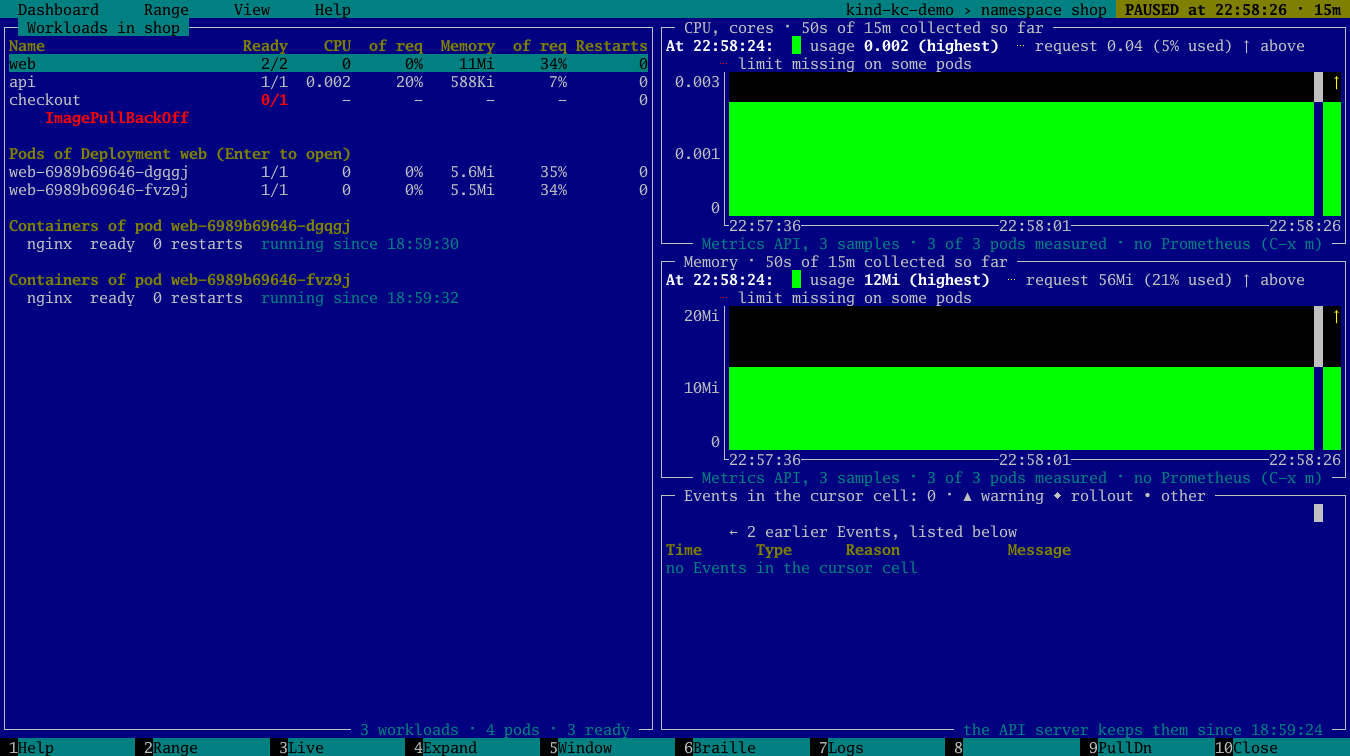 Dashboard Range View Help kind-kc-demo › namespace shop PAUSED at 22:58:26 · 15m
Workloads in shop
Name Ready CPU of req Memory of req Restarts
web 2/2 0 0% 11Mi 34% 0
api 1/1 0.002 20% 588Ki 7% 0
checkout 0/1 – – – – 0
ImagePullBackOff
Pods of Deployment web (Enter to open)
web-6989b69646-dgqgj 1/1 0 0% 5.6Mi 35% 0
web-6989b69646-fvz9j 1/1 0 0% 5.5Mi 34% 0
Containers of pod web-6989b69646-dgqgj
nginx ready 0 restarts running since 18:59:30
Containers of pod web-6989b69646-fvz9j
nginx ready 0 restarts running since 18:59:32
3 workloads · 4 pods · 3 ready
CPU, cores · 50s of 15m collected so far
At 22:58:24: usage 0.002 (highest) ┈ request 0.04 (5% used) ↑ above
┈ limit missing on some pods
0.003 ↑
0.001
0
22:57:36 22:58:01 22:58:26
Metrics API, 3 samples · 3 of 3 pods measured · no Prometheus (C-x m)
Memory · 50s of 15m collected so far
At 22:58:24: usage 12Mi (highest) ┈ request 56Mi (21% used) ↑ above
┈ limit missing on some pods
20Mi ↑
10Mi
0
22:57:36 22:58:01 22:58:26
Metrics API, 3 samples · 3 of 3 pods measured · no Prometheus (C-x m)
Events in the cursor cell: 0 · ▲ warning ◆ rollout • other
← 2 earlier Events, listed below
Time Type Reason Message
no Events in the cursor cell
the API server keeps them since 18:59:24
1Help 2Range 3Live 4Expand 5Window 6Braille 7Logs 8 9PullDn 10Close